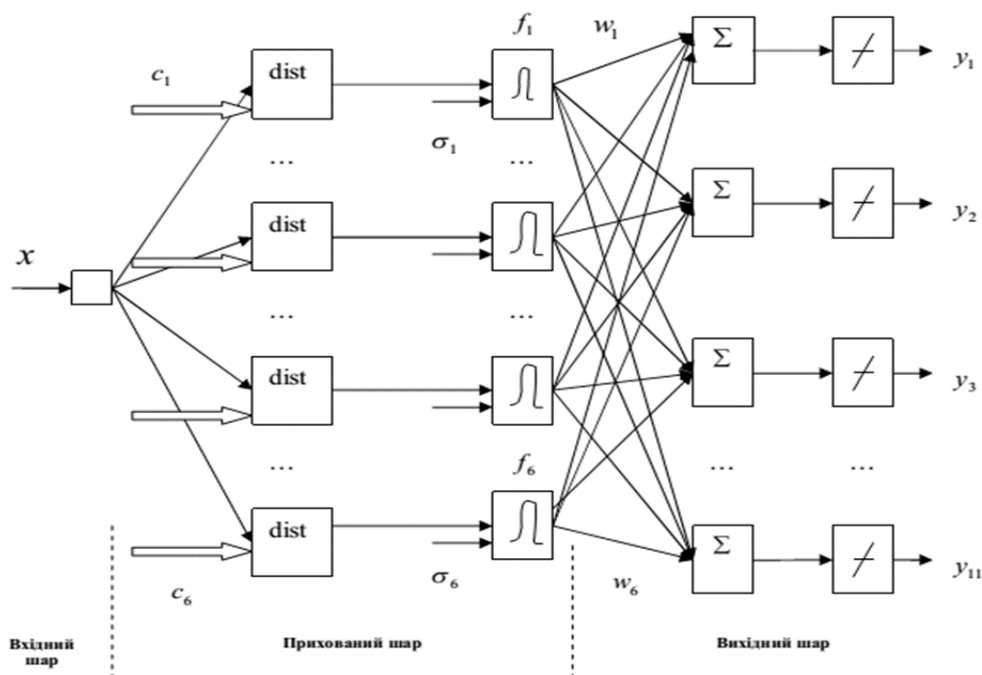 f₁ w₁ Σ
c₁ dist y₁
σ₁
... ...
dist Σ y₂
x
... ...
dist Σ y₃
f₆
... ... ...
dist Σ
σ₆ w₆ y₁₁
c₆
Вхідний шар
Прихований шар
Вихідний шар